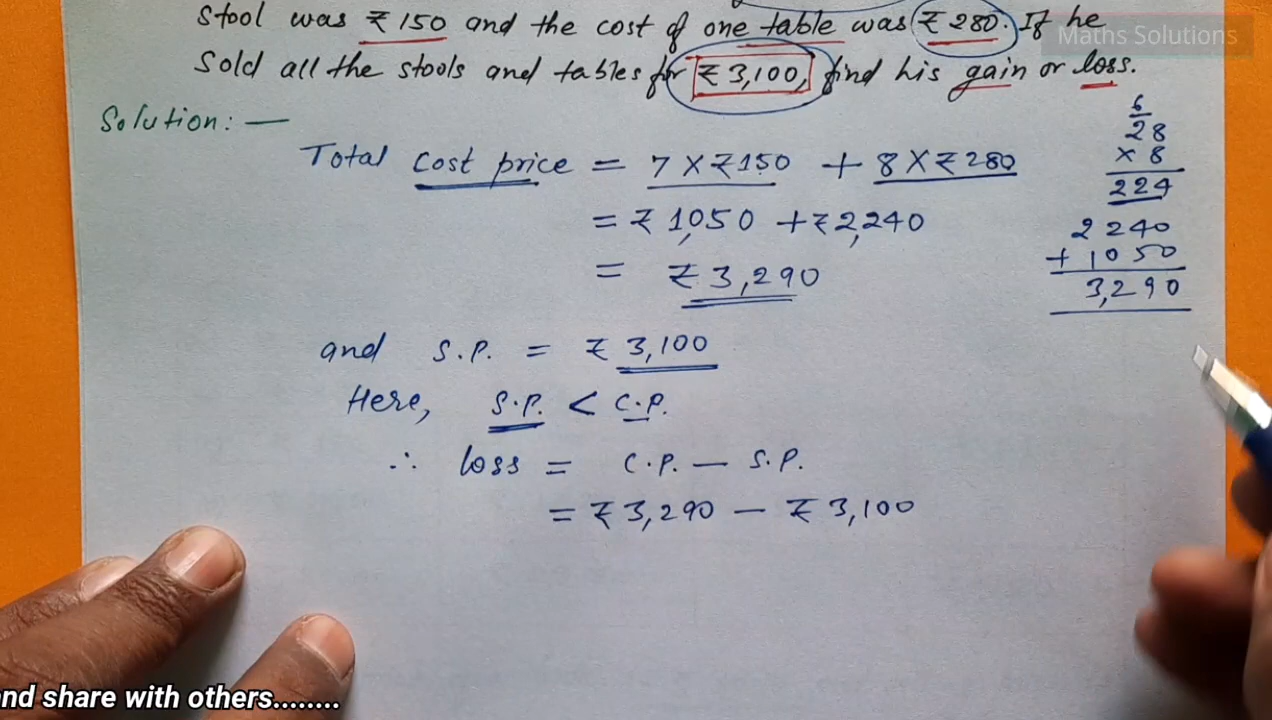 Stool was ₹150 and the cost of one table was ₹280. If he
Maths Solutions
Sold all the stools and tables for ₹3,100, find his gain or loss.
Solution:—
Total cost price = 7 × ₹150 + 8 × ₹280
= ₹1,050 + ₹2,240
= ₹3,290
and S.P. = ₹3,100
Here, S.P. < C.P.
∴ loss = C.P. — S.P.
= ₹3,290 — ₹3,100
6
28
× 8
224
2240
+ 1050
3,290
nd share with others........